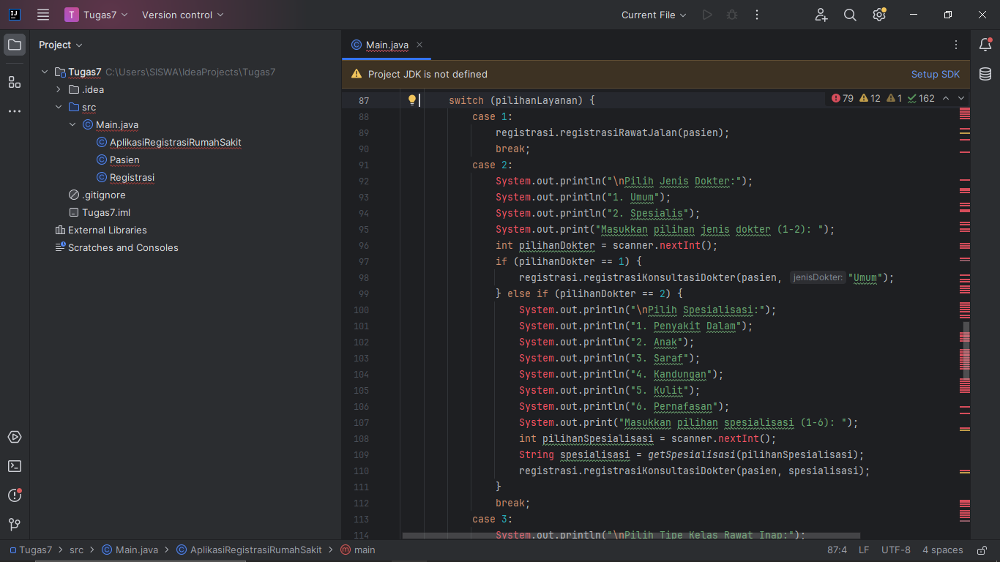 T Tugas7 Version control Current File
Project
Main.java
Tugas7 C:\Users\SISWA\IdeaProjects\Tugas7
.idea
src
Main.java
AplikasiRegistrasiRumahSakit
Pasien
Registrasi
.gitignore
Tugas7.iml
External Libraries
Scratches and Consoles
Project JDK is not defined Setup SDK
79 12 1 162
87 switch (pilihanLayanan) {
88 case 1:
89 registrasi.registrasiRawatJalan(pasien);
90 break;
91 case 2:
92 System.out.println("\nPilih Jenis Dokter:");
93 System.out.println("1. Umum");
94 System.out.println("2. Spesialis");
95 System.out.print("Masukkan pilihan jenis dokter (1-2): ");
96 int pilihanDokter = scanner.nextInt();
97 if (pilihanDokter == 1) {
98 registrasi.registrasiKonsultasiDokter(pasien, jenisDokter: "Umum");
99 } else if (pilihanDokter == 2) {
100 System.out.println("\nPilih Spesialisasi:");
101 System.out.println("1. Penyakit Dalam");
102 System.out.println("2. Anak");
103 System.out.println("3. Saraf");
104 System.out.println("4. Kandungan");
105 System.out.println("5. Kulit");
106 System.out.println("6. Pernafasan");
107 System.out.print("Masukkan pilihan spesialisasi (1-6): ");
108 int pilihanSpesialisasi = scanner.nextInt();
109 String spesialisasi = getSpesialisasi(pilihanSpesialisasi);
110 registrasi.registrasiKonsultasiDokter(pasien, spesialisasi);
111 }
112 break;
113 case 3:
114 System.out.println("\nPilih Tipe Kelas Rawat Inap:");
Tugas7 > src > Main.java > AplikasiRegistrasiRumahSakit > main 87:4 LF UTF-8 4 spaces